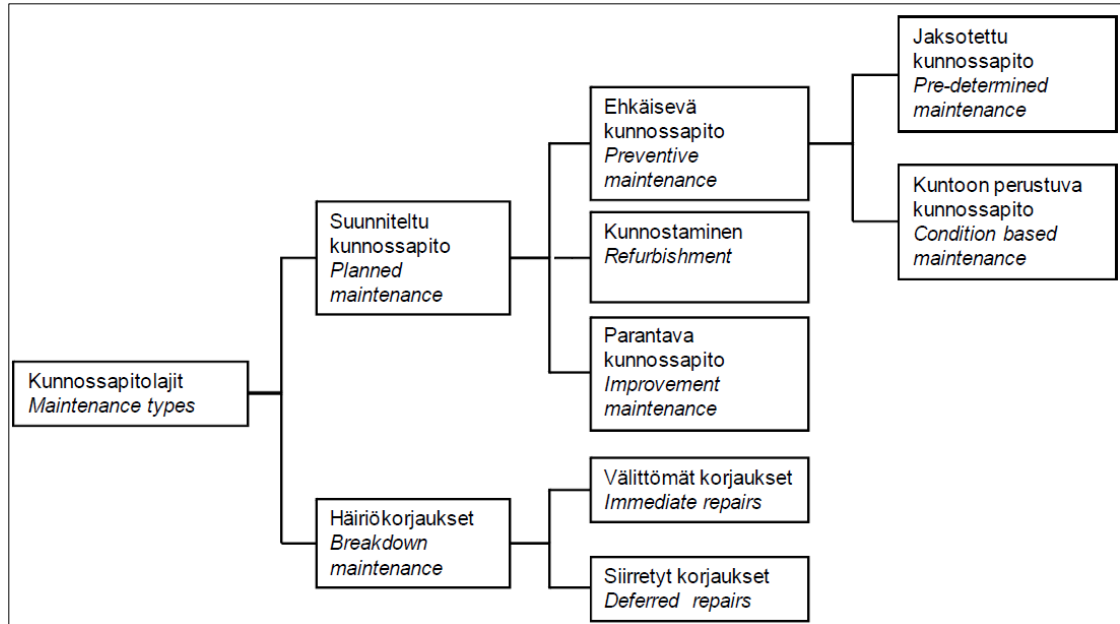 Jaksotettu
kunnossapito
Pre-determined
maintenance
Ehkäisevä
kunnossapito
Preventive
maintenance
Kuntoon perustuva
kunnossapito
Condition based
maintenance
Suunniteltu
kunnossapito
Planned
maintenance
Kunnostaminen
Refurbishment
Parantava
kunnossapito
Improvement
maintenance
Kunnossapitolajit
Maintenance types
Välittömät korjaukset
Immediate repairs
Häiriökorjaukset
Breakdown
maintenance
Siirretyt korjaukset
Deferred repairs